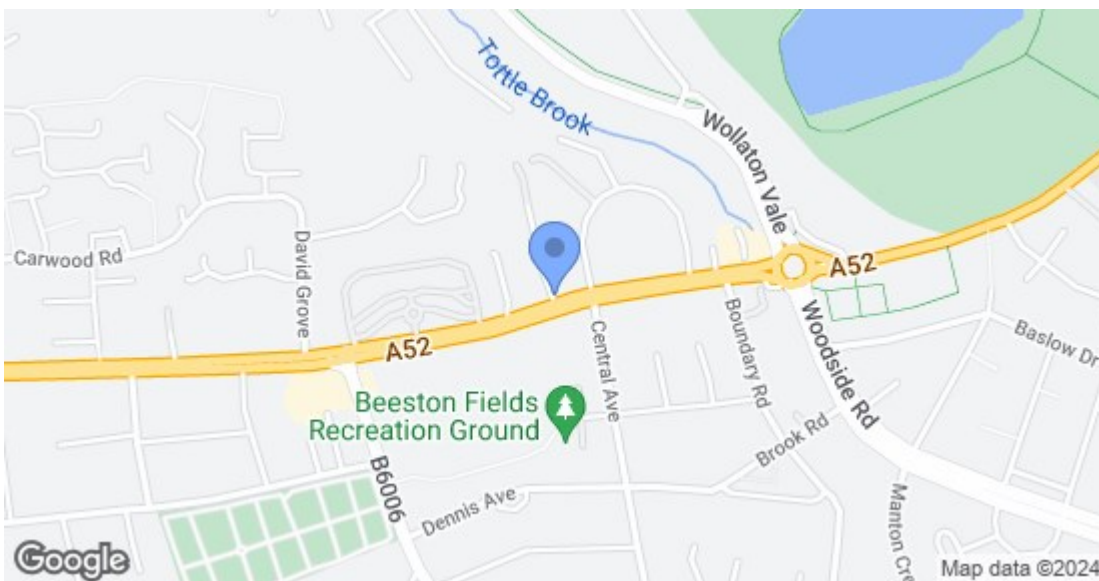 Tottle Brook
Wollaton Vale
Carwood Rd
David Grove
A52
A52
Central Ave
Boundary Rd
Woodside Rd
Baslow Dr
Beeston Fields
Recreation Ground
Brook Rd
B6006
Dennis Ave
Manton Cre
Google
Map data ©2024